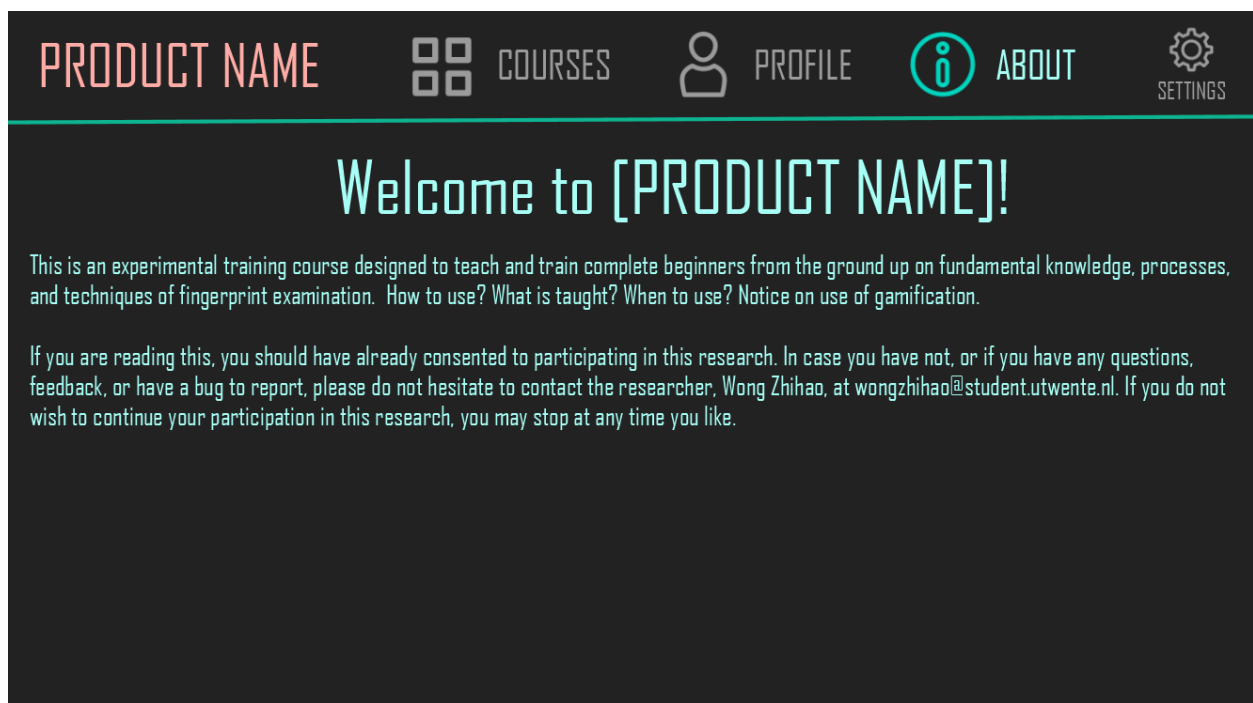 PRODUCT NAME
COURSES
PROFILE
ABOUT
SETTINGS
Welcome to [PRODUCT NAME]!
This is an experimental training course designed to teach and train complete beginners from the ground up on fundamental knowledge, processes,
and techniques of fingerprint examination.  How to use? What is taught? When to use? Notice on use of gamification.
If you are reading this, you should have already consented to participating in this research. In case you have not, or if you have any questions,
feedback, or have a bug to report, please do not hesitate to contact the researcher, Wong Zhihao, at wongzhihao@student.utwente.nl. If you do not
wish to continue your participation in this research, you may stop at any time you like.